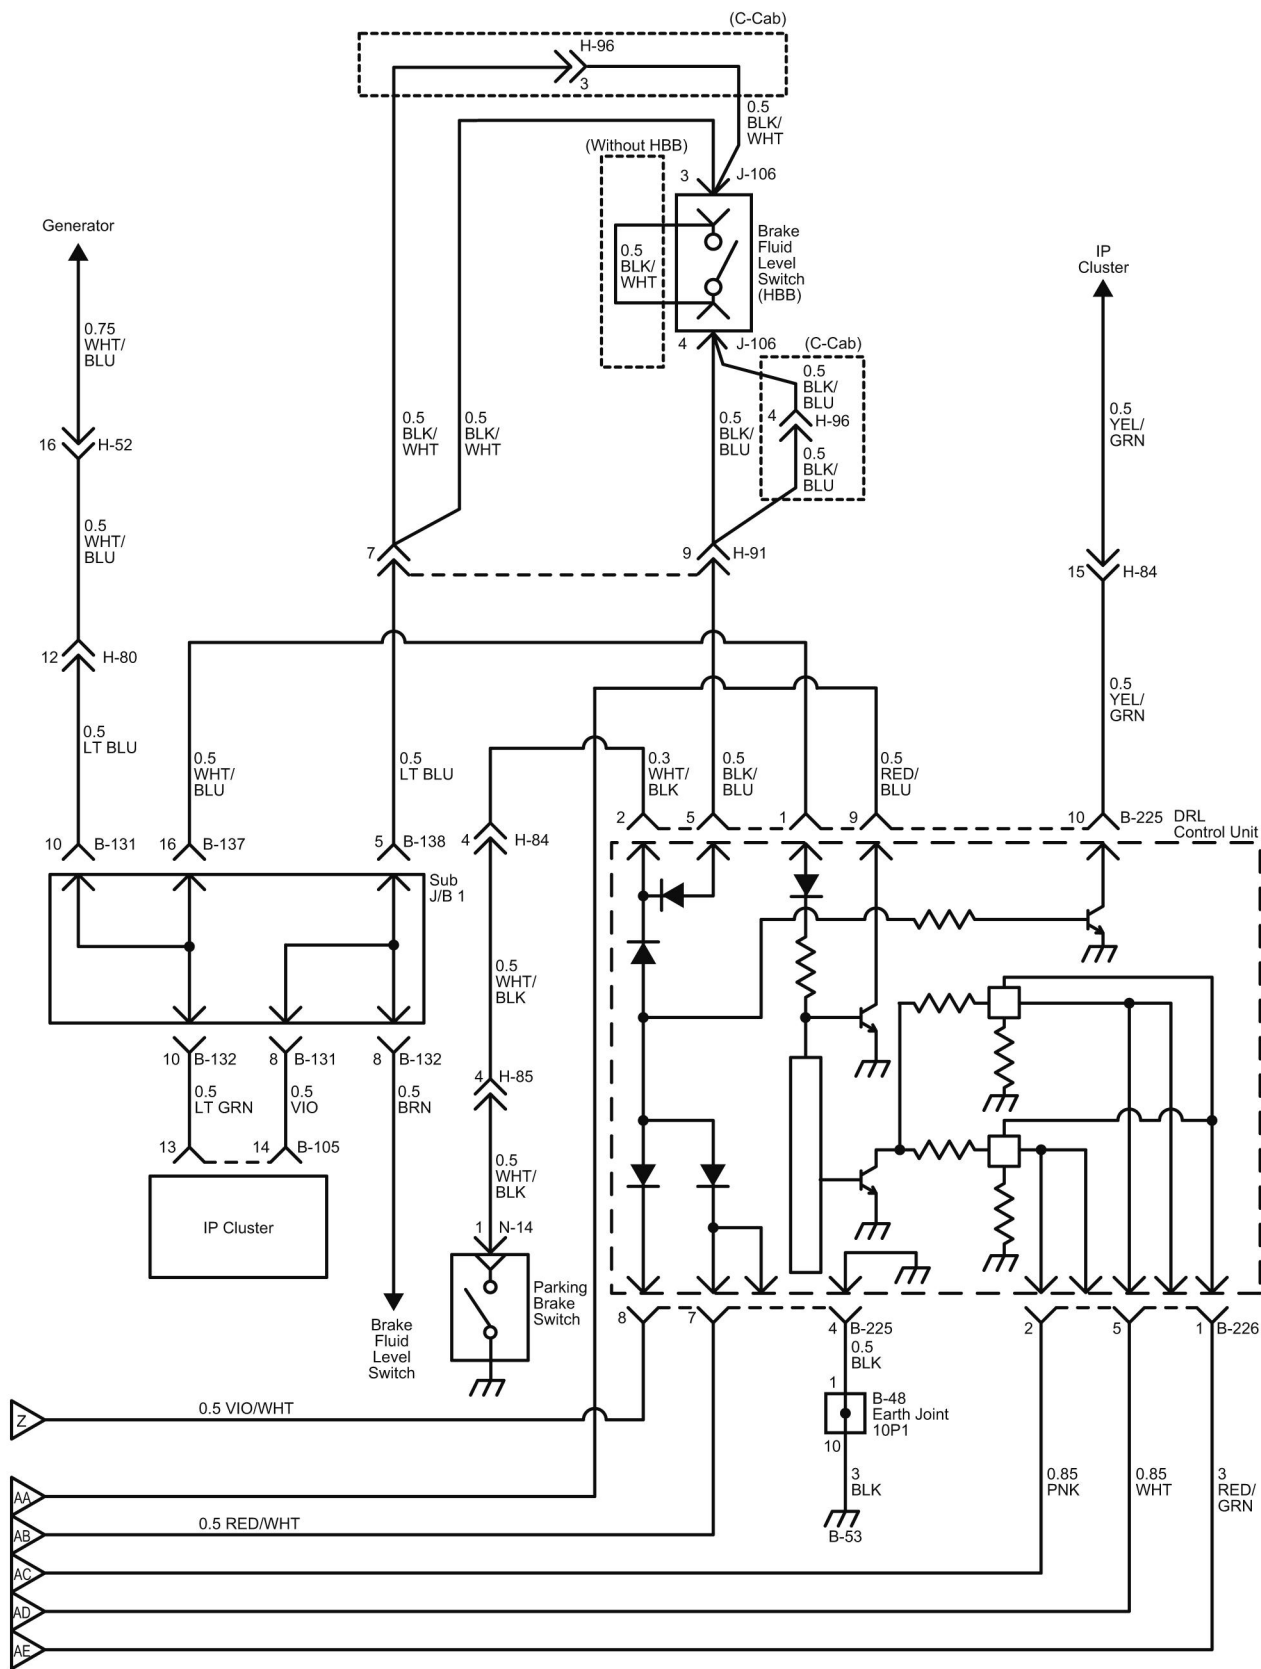 (C-Cab)
H-96
3
0.5
BLK/
WHT
(Without HBB)
3
J-106
0.5
BLK/
WHT
Brake
Fluid
Level
Switch
(HBB)
4
J-106
(C-Cab)
0.5
BLK/
BLU
4
H-96
0.5
BLK/
BLU
Generator
0.75
WHT/
BLU
16
H-52
0.5
WHT/
BLU
12
H-80
0.5
LT BLU
0.5
BLK/
WHT
0.5
BLK/
WHT
0.5
BLK/
BLU
7
9
H-91
IP
Cluster
0.5
YEL/
GRN
15
H-84
0.5
YEL/
GRN
0.5
WHT/
BLU
0.5
LT BLU
0.3
WHT/
BLK
0.5
BLK/
BLU
0.5
RED/
BLU
2
5
1
9
10
B-225
DRL
Control Unit
10
B-131
16
B-137
5
B-138
4
H-84
Sub
J/B 1
0.5
WHT/
BLK
10
B-132
8
B-131
8
B-132
0.5
LT GRN
0.5
VIO
0.5
BRN
4
H-85
13
14
B-105
IP Cluster
0.5
WHT/
BLK
1
N-14
Parking
Brake
Switch
Brake
Fluid
Level
Switch
8
7
4
B-225
2
5
1
B-226
0.5
BLK
1
B-48
Earth Joint
10P1
10
3
BLK
B-53
0.85
PNK
0.85
WHT
3
RED/
GRN
Z
0.5 VIO/WHT
AA
AB
0.5 RED/WHT
AC
AD
AE